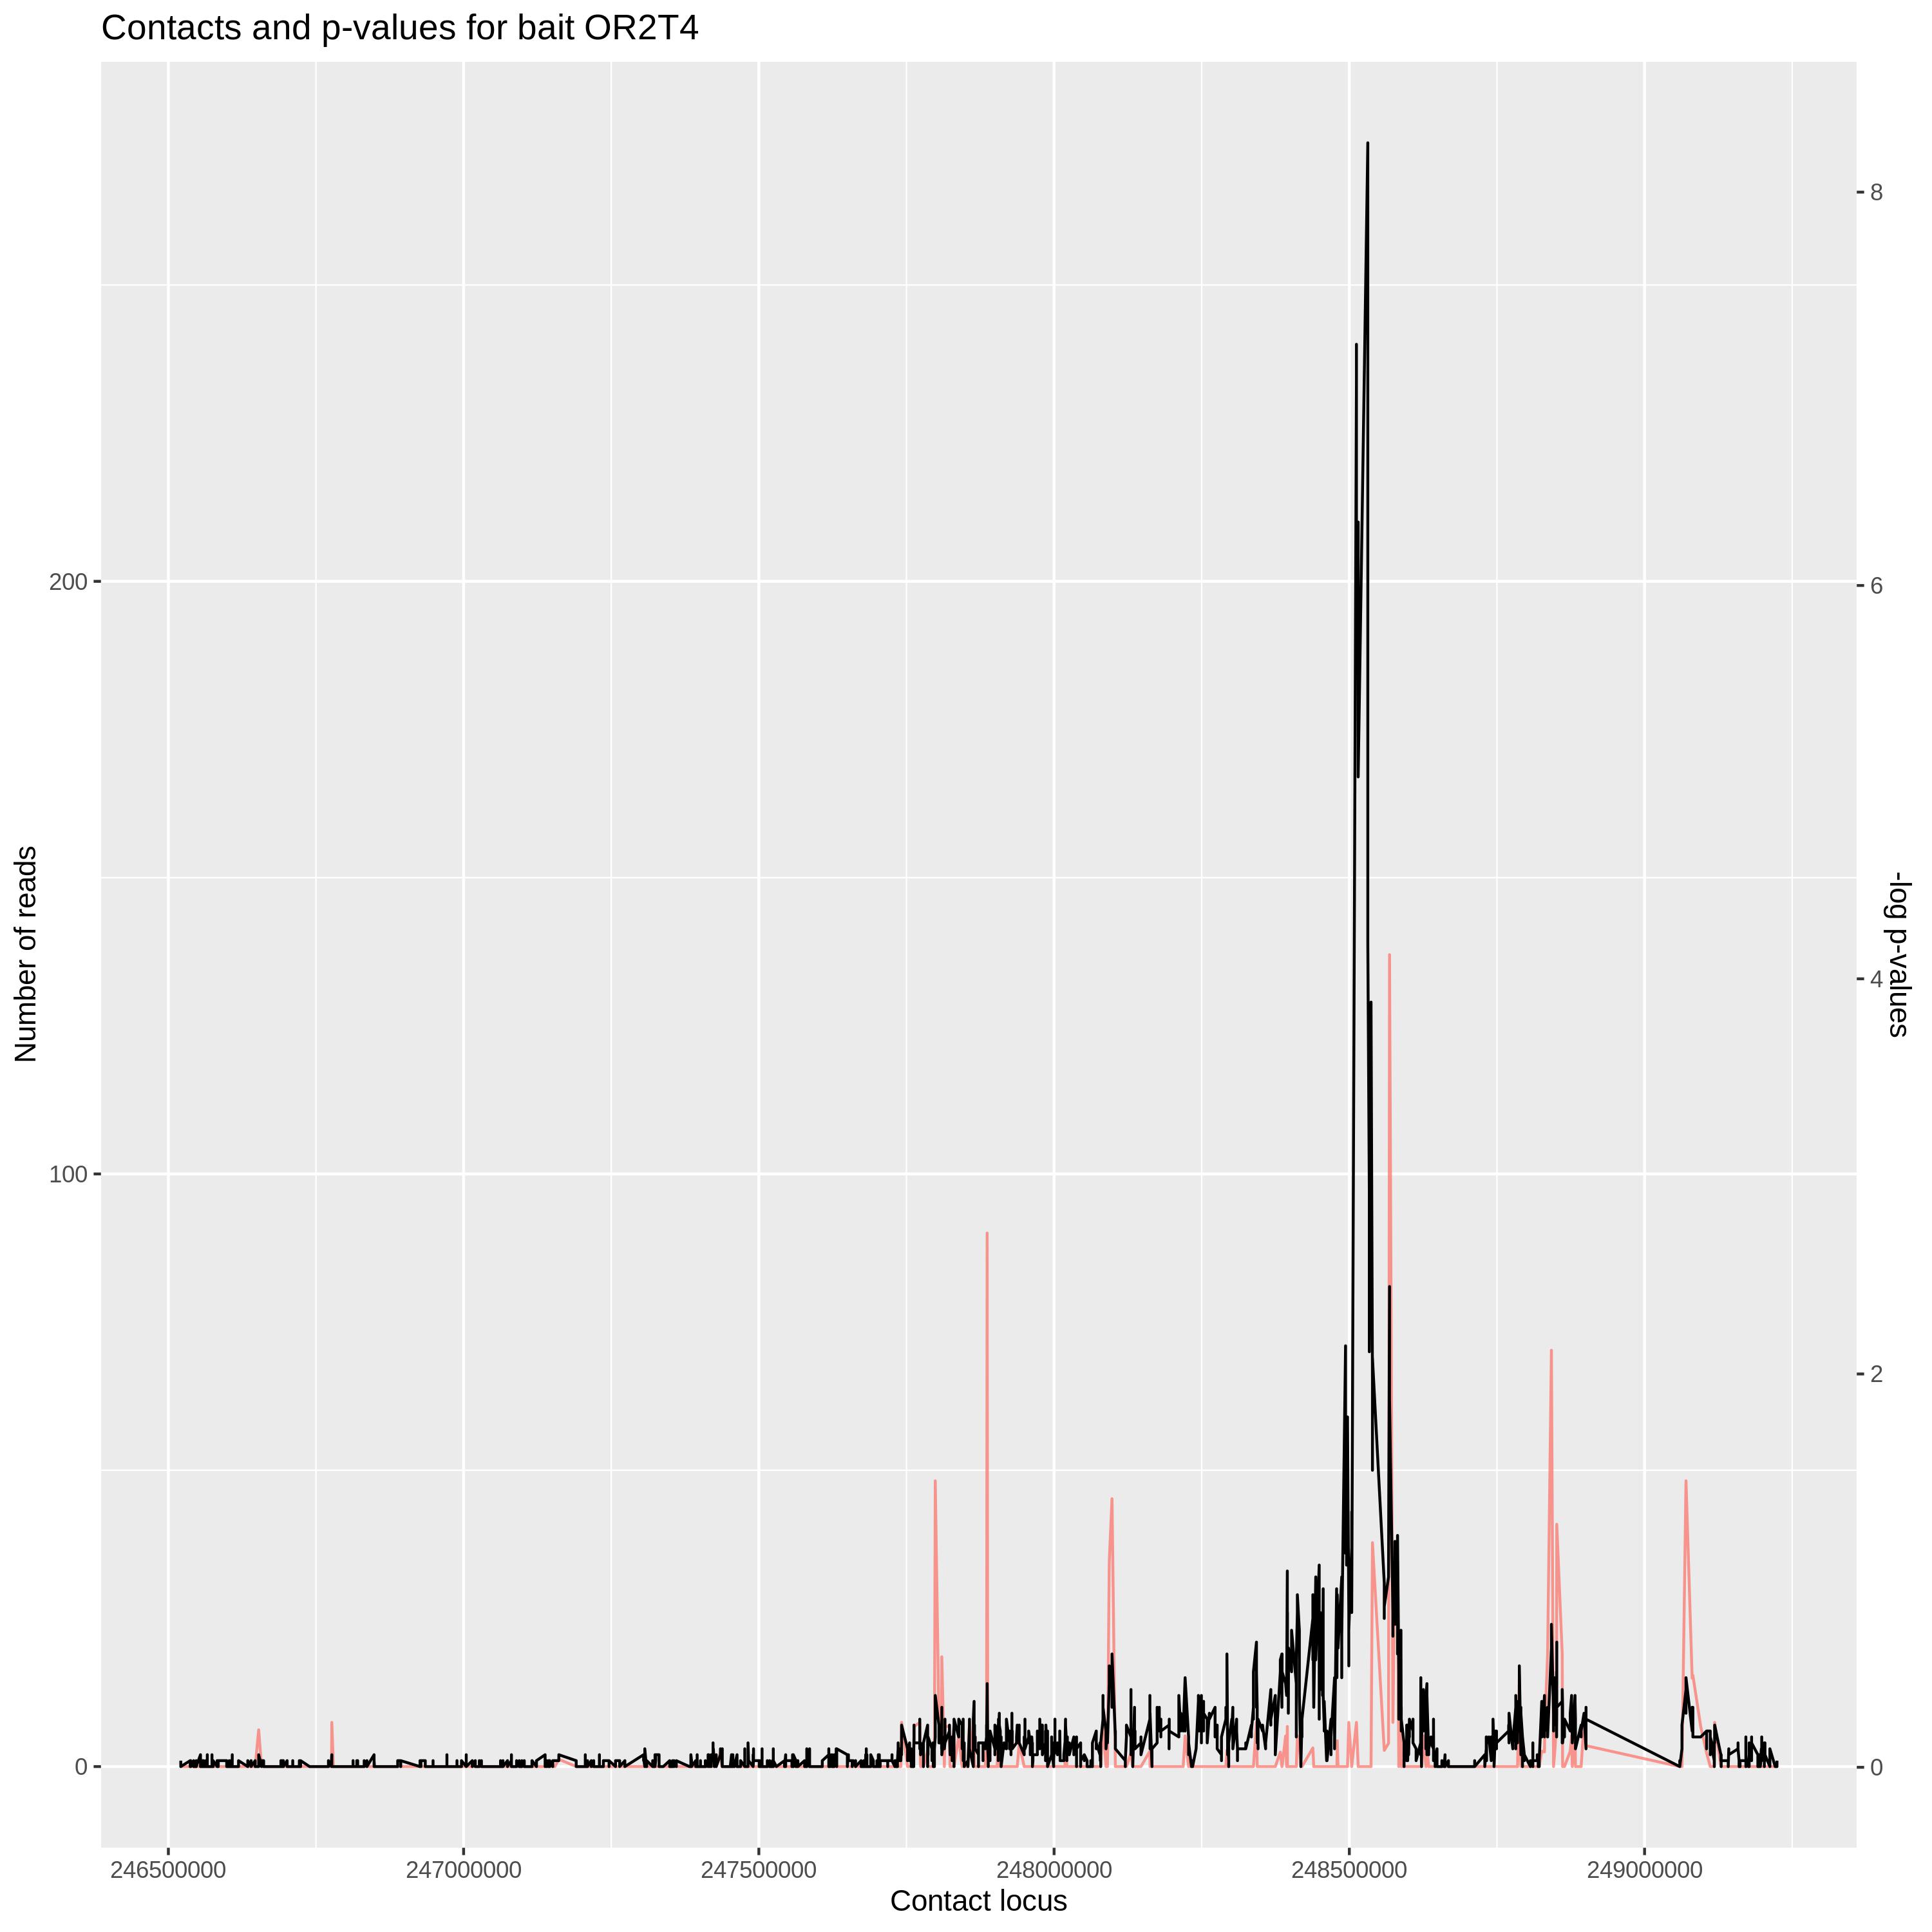 Contacts and p-values for bait OR2T4
8
200
6
Number of reads
-log p-values
4
100
2
0
0
246500000 247000000 247500000 248000000 248500000 249000000
Contact locus